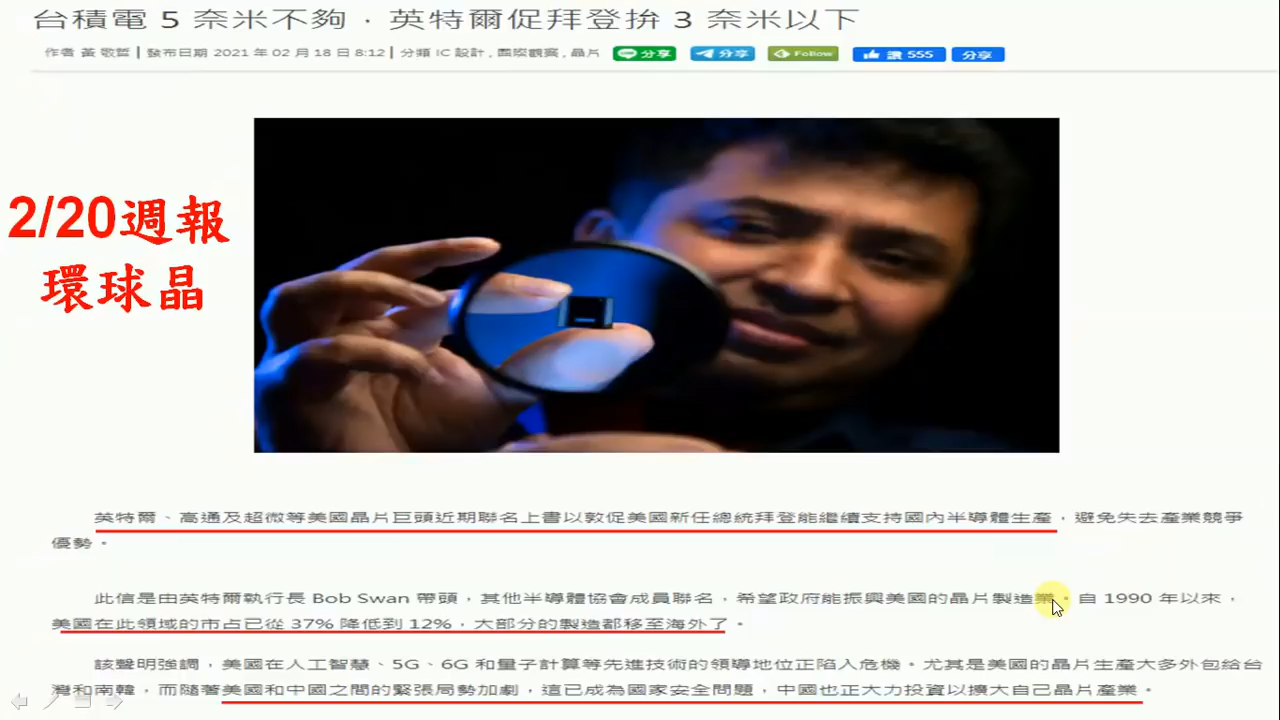 台積電 5 奈米不夠，英特爾促拜登拚 3 奈米以下
作者 黃 敬哲 | 發布日期 2021 年 02 月 18 日 8:12 | 分類 IC 設計 , 國際觀察 , 晶片
分享
分享
Follow
讚 555
分享
2/20週報
環球晶
英特爾、高通及超微等美國晶片巨頭近期聯名上書以敦促美國新任總統拜登能繼續支持國內半導體生產，避免失去產業競爭
優勢。
此信是由英特爾執行長 Bob Swan 帶頭，其他半導體協會成員聯名，希望政府能振興美國的晶片製造業。自 1990 年以來，
美國在此領域的市占已從 37% 降低到 12%，大部分的製造都移至海外了。
該聲明強調，美國在人工智慧、5G、6G 和量子計算等先進技術的領導地位正陷入危機。尤其是美國的晶片生產大多外包給台
灣和南韓，而隨著美國和中國之間的緊張局勢加劇，這已成為國家安全問題，中國也正大力投資以擴大自己晶片產業。